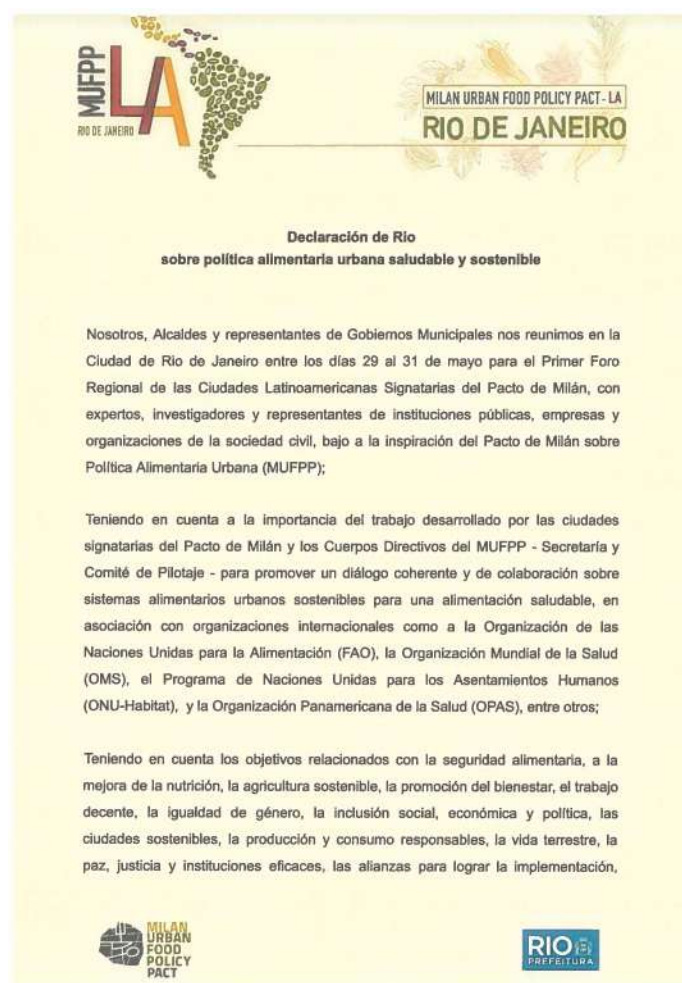 MUFPP
LA
RIO DE JANEIRO
MILAN URBAN FOOD POLICY PACT - LA
RIO DE JANEIRO
Declaración de Rio
sobre política alimentaria urbana saludable y sostenible
Nosotros, Alcaldes y representantes de Gobiernos Municipales nos reunimos en la
Ciudad de Rio de Janeiro entre los días 29 al 31 de mayo para el Primer Foro
Regional de las Ciudades Latinoamericanas Signatarias del Pacto de Milán, con
expertos, investigadores y representantes de instituciones públicas, empresas y
organizaciones de la sociedad civil, bajo a la inspiración del Pacto de Milán sobre
Política Alimentaria Urbana (MUFPP);
Teniendo en cuenta a la importancia del trabajo desarrollado por las ciudades
signatarias del Pacto de Milán y los Cuerpos Directivos del MUFPP - Secretaría y
Comité de Pilotaje - para promover un diálogo coherente y de colaboración sobre
sistemas alimentarios urbanos sostenibles para una alimentación saludable, en
asociación con organizaciones internacionales como a la Organización de las
Naciones Unidas para la Alimentación (FAO), la Organización Mundial de la Salud
(OMS), el Programa de Naciones Unidas para los Asentamientos Humanos
(ONU-Habitat), y la Organización Panamericana de la Salud (OPAS), entre otros;
Teniendo en cuenta los objetivos relacionados con la seguridad alimentaria, a la
mejora de la nutrición, la agricultura sostenible, la promoción del bienestar, el trabajo
decente, la igualdad de género, la inclusión social, económica y política, las
ciudades sostenibles, la producción y consumo responsables, la vida terrestre, la
paz, justicia y instituciones eficaces, las alianzas para lograr la implementación,
MILAN
URBAN
FOOD
POLICY
PACT
RIO
PREFEITURA